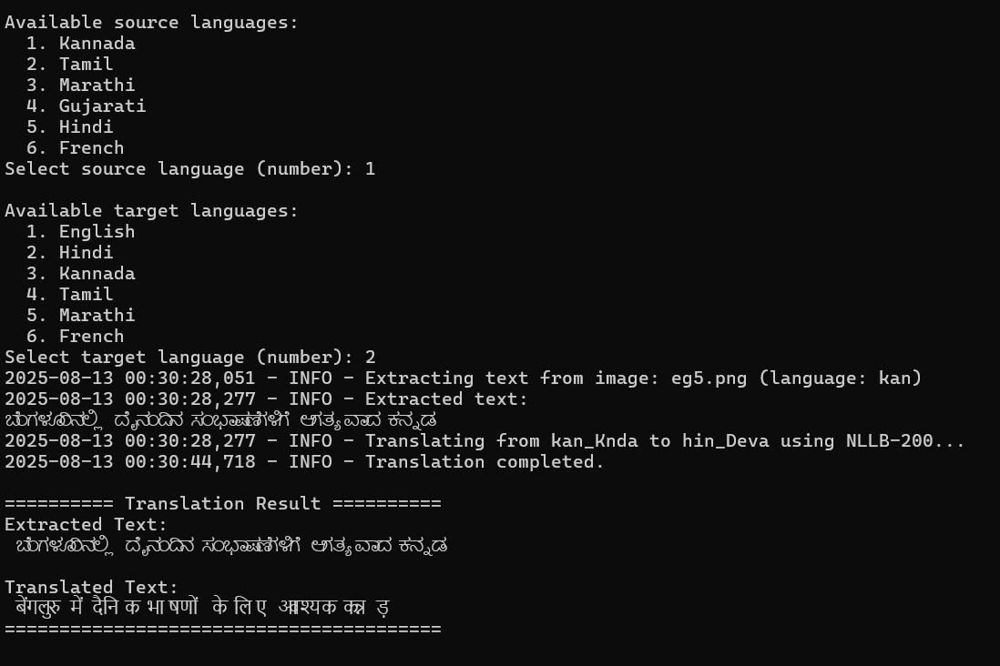 Available source languages:
  1. Kannada
  2. Tamil
  3. Marathi
  4. Gujarati
  5. Hindi
  6. French
Select source language (number): 1

Available target languages:
  1. English
  2. Hindi
  3. Kannada
  4. Tamil
  5. Marathi
  6. French
Select target language (number): 2
2025-08-13 00:30:28,051 - INFO - Extracting text from image: eg5.png (language: kan)
2025-08-13 00:30:28,277 - INFO - Extracted text:
ಬೆಂಗಳೂರಿನಲ್ಲಿ ದೈನಂದಿನ ಸಂಭಾಷಣೆಗಳಿಗೆ ಅಗತ್ಯವಾದ ಕನ್ನಡ
2025-08-13 00:30:28,277 - INFO - Translating from kan_Knda to hin_Deva using NLLB-200...
2025-08-13 00:30:44,718 - INFO - Translation completed.

========== Translation Result ==========
Extracted Text:
 ಬೆಂಗಳೂರಿನಲ್ಲಿ ದೈನಂದಿನ ಸಂಭಾಷಣೆಗಳಿಗೆ ಅಗತ್ಯವಾದ ಕನ್ನಡ

Translated Text:
 बेंगलुरु में दैनिक भाषणों के लिए आवश्यक कन्नड़
========================================